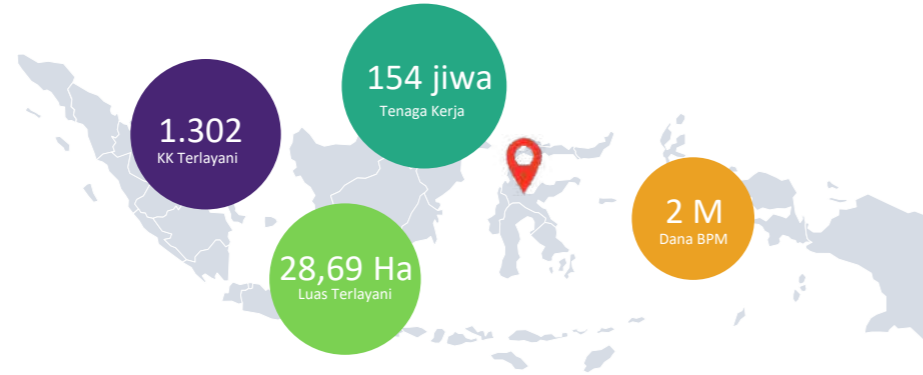 154 jiwa
Tenaga Kerja
1.302
KK Terlayani
2 M
Dana BPM
28,69 Ha
Luas Terlayani